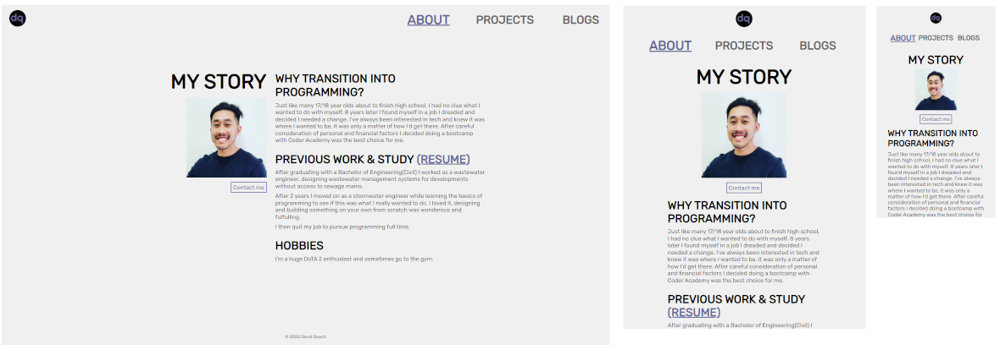 dq
ABOUT PROJECTS BLOGS
MY STORY
Contact me
WHY TRANSITION INTO
PROGRAMMING?
Just like many 17/18 year olds about to finish high school, I had no clue what I
wanted to do with myself. 8 years later I found myself in a job I dreaded and
decided I needed a change. I've always been interested in tech and knew it was
where I wanted to be, it was only a matter of how I'd get there. After careful
consideration of personal and financial factors I decided doing a bootcamp
with Coder Academy was the best choice for me.
PREVIOUS WORK & STUDY (RESUME)
After graduating with a Bachelor of Engineering(Civil) I worked as a wastewater
engineer, designing wastewater management systems for developments
without access to sewage mains.
After 2 years I moved on as a stormwater engineer while learning the basics of
programming to see if this was what I really wanted to do. I loved it, designing
and building something on your own from scratch was wonderous and
fulfulling.
I then quit my job to pursue programming full time.
HOBBIES
I'm a huge DoTA 2 enthusiast and sometimes go to the gym.
© 2022 David Quach
dq
ABOUT PROJECTS BLOGS
MY STORY
Contact me
WHY TRANSITION INTO
PROGRAMMING?
Just like many 17/18 year olds about to finish high school,
I had no clue what I wanted to do with myself. 8 years
later I found myself in a job I dreaded and decided I
needed a change. I've always been interested in tech and
knew it was where I wanted to be, it was only a matter of
how I'd get there. After careful consideration of personal
and financial factors I decided doing a bootcamp with
Coder Academy was the best choice for me.
PREVIOUS WORK & STUDY
(RESUME)
After graduating with a Bachelor of Engineering(Civil) I
dq
ABOUT PROJECTS BLOGS
MY STORY
Contact me
WHY TRANSITION INTO
PROGRAMMING?
Just like many 17/18 year olds about to
finish high school, I had no clue what I
wanted to do with myself. 8 years later I
found myself in a job I dreaded and
decided I needed a change. I've always
been interested in tech and knew it was
where I wanted to be, it was only a
matter of how I'd get there. After careful
consideration of personal and financial
factors I decided doing a bootcamp with
Coder Academy was the best choice for